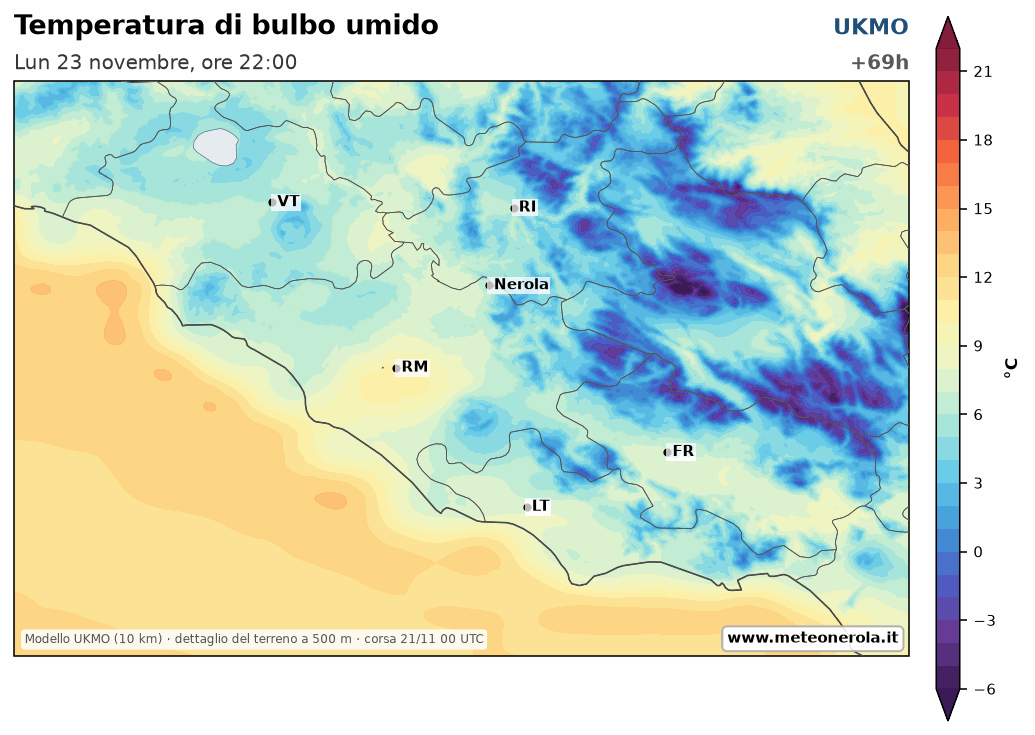 Temperatura di bulbo umido
UKMO
Lun 23 novembre, ore 22:00
+69h
VT
RI
Nerola
RM
FR
LT
Modello UKMO (10 km) · dettaglio del terreno a 500 m · corsa 21/11 00 UTC
www.meteonerola.it
21
18
15
12
9
6
3
0
−3
−6
°C